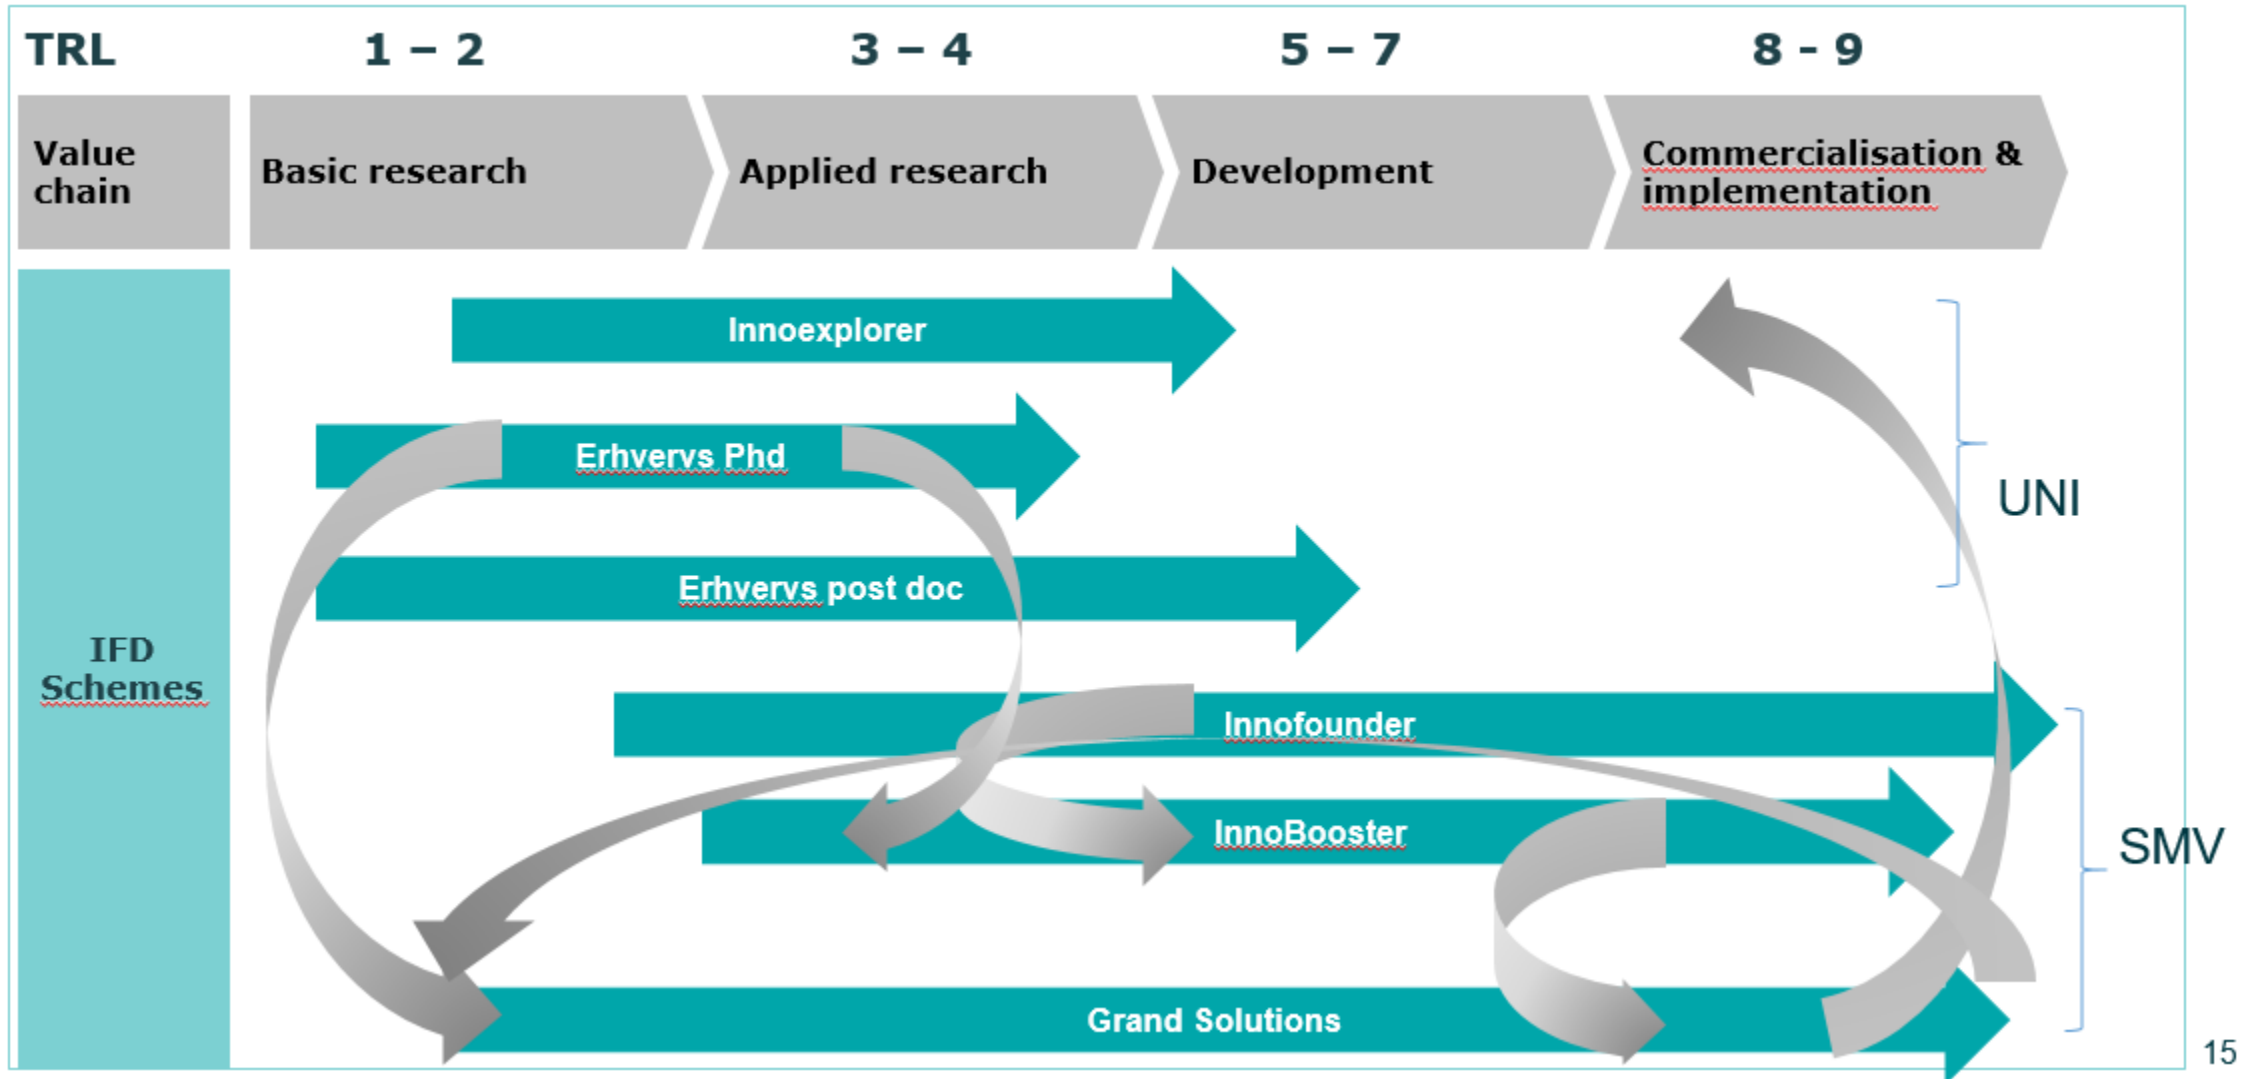 TRL 1 – 2 3 – 4 5 – 7 8 - 9
Value
chain
Basic research
Applied research
Development
Commercialisation &
implementation
IFD
Schemes
Innoexplorer
Erhvervs Phd
Erhvervs post doc
Innofounder
InnoBooster
Grand Solutions
UNI
SMV
15